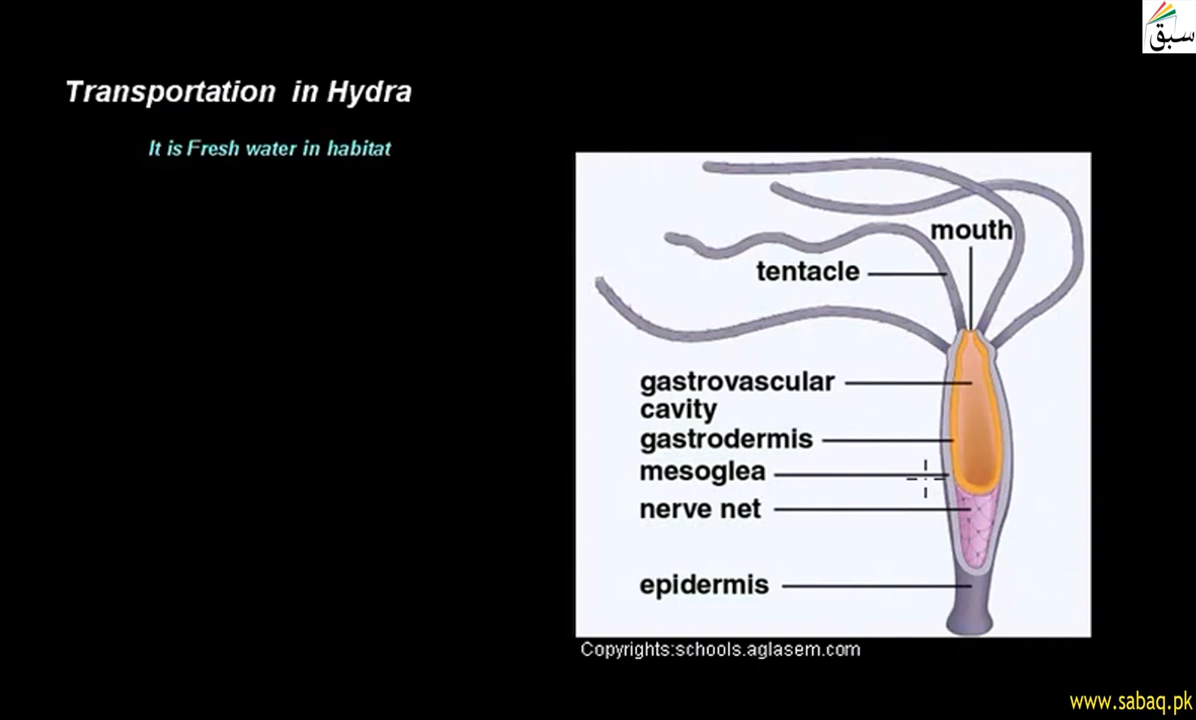 سبق
Transportation in Hydra
It is Fresh water in habitat
mouth
tentacle
gastrovascular
cavity
gastrodermis
mesoglea
nerve net
epidermis
Copyrights:schools.aglasem.com
www.sabaq.pk